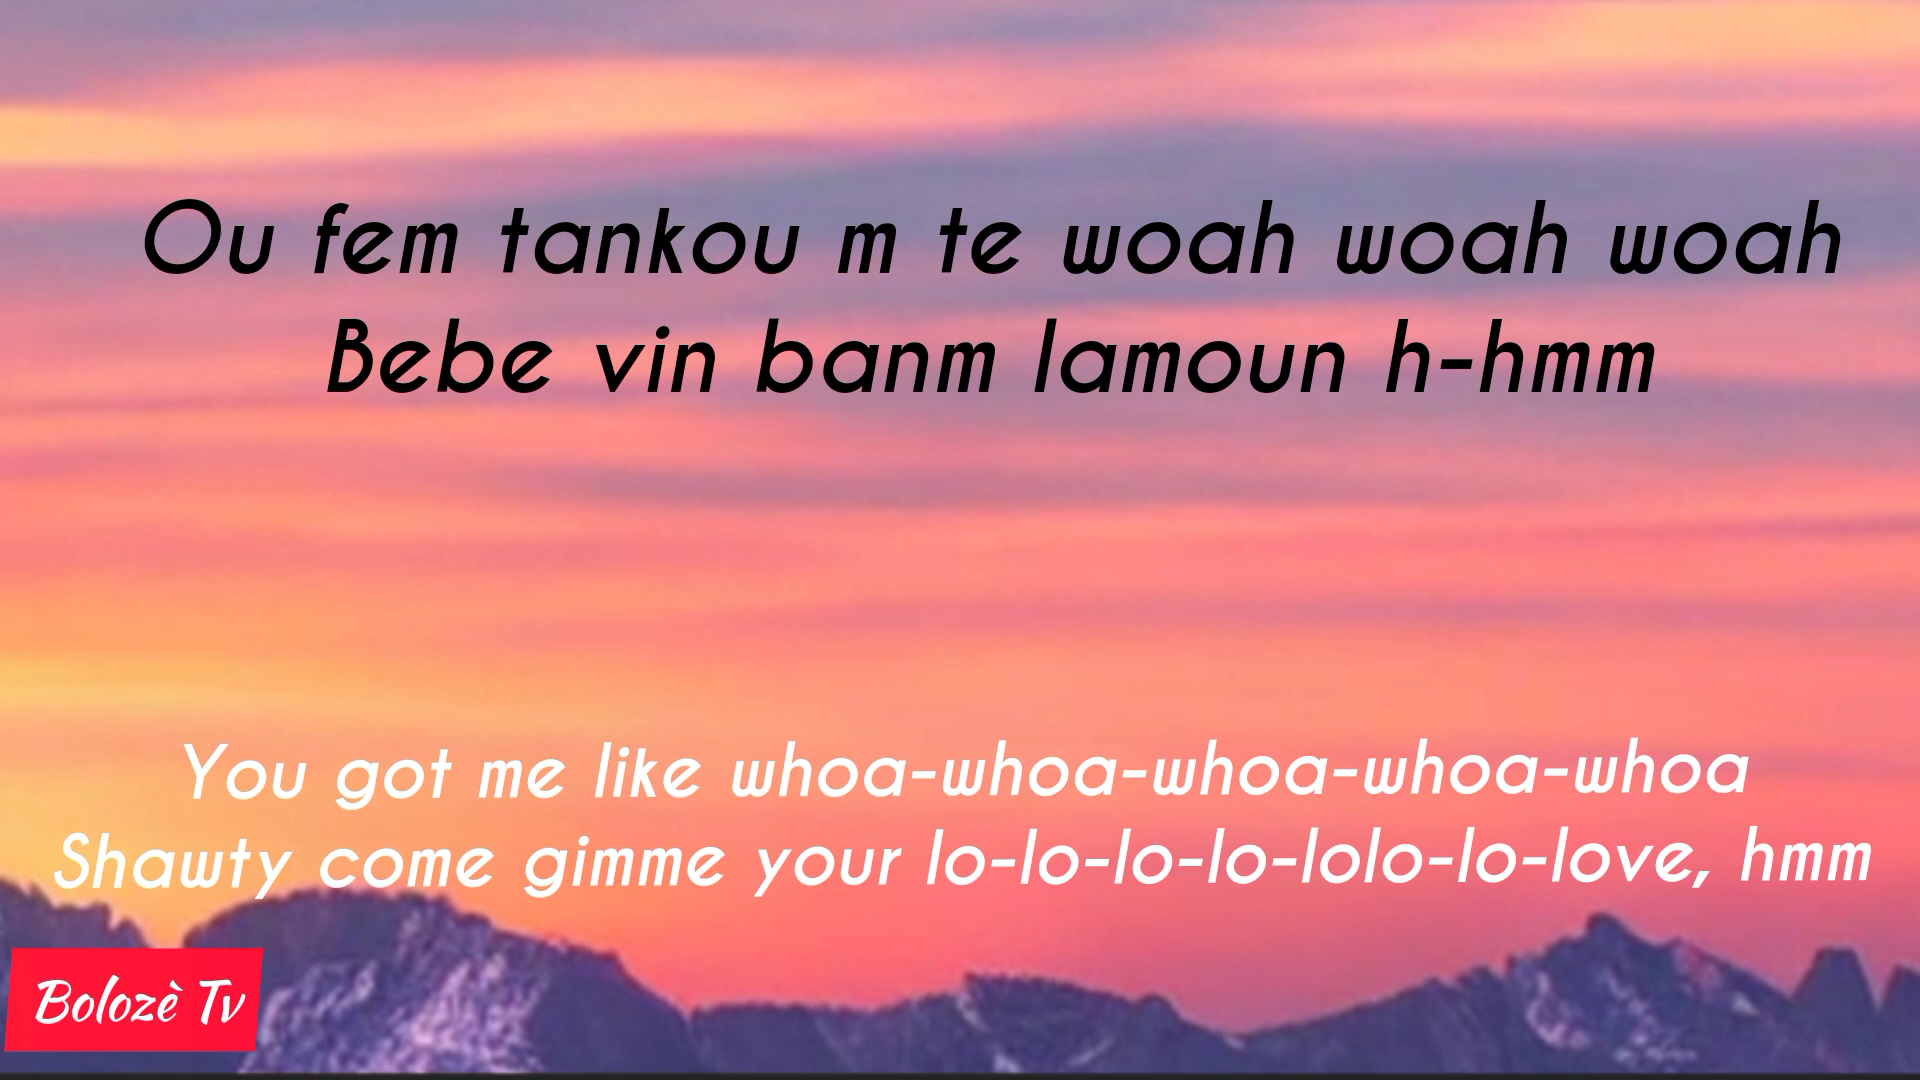 Ou fem tankou m te woah woah woah
Bebe vin banm lamoun h-hmm
You got me like whoa-whoa-whoa-whoa-whoa
Shawty come gimme your lo-lo-lo-lo-lolo-lo-love, hmm
Bolozè Tv